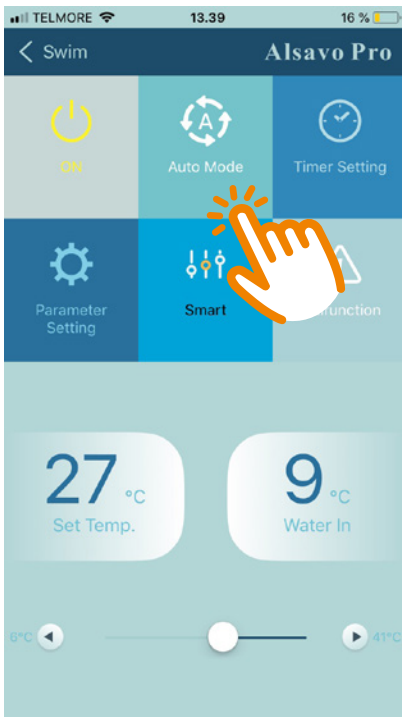 TELMORE 13.39 16 %
Swim Alsavo Pro
ON Auto Mode Timer Setting
A
Parameter
Setting
Smart
function
27 °C
Set Temp.
9 °C
Water In
6°C 41°C